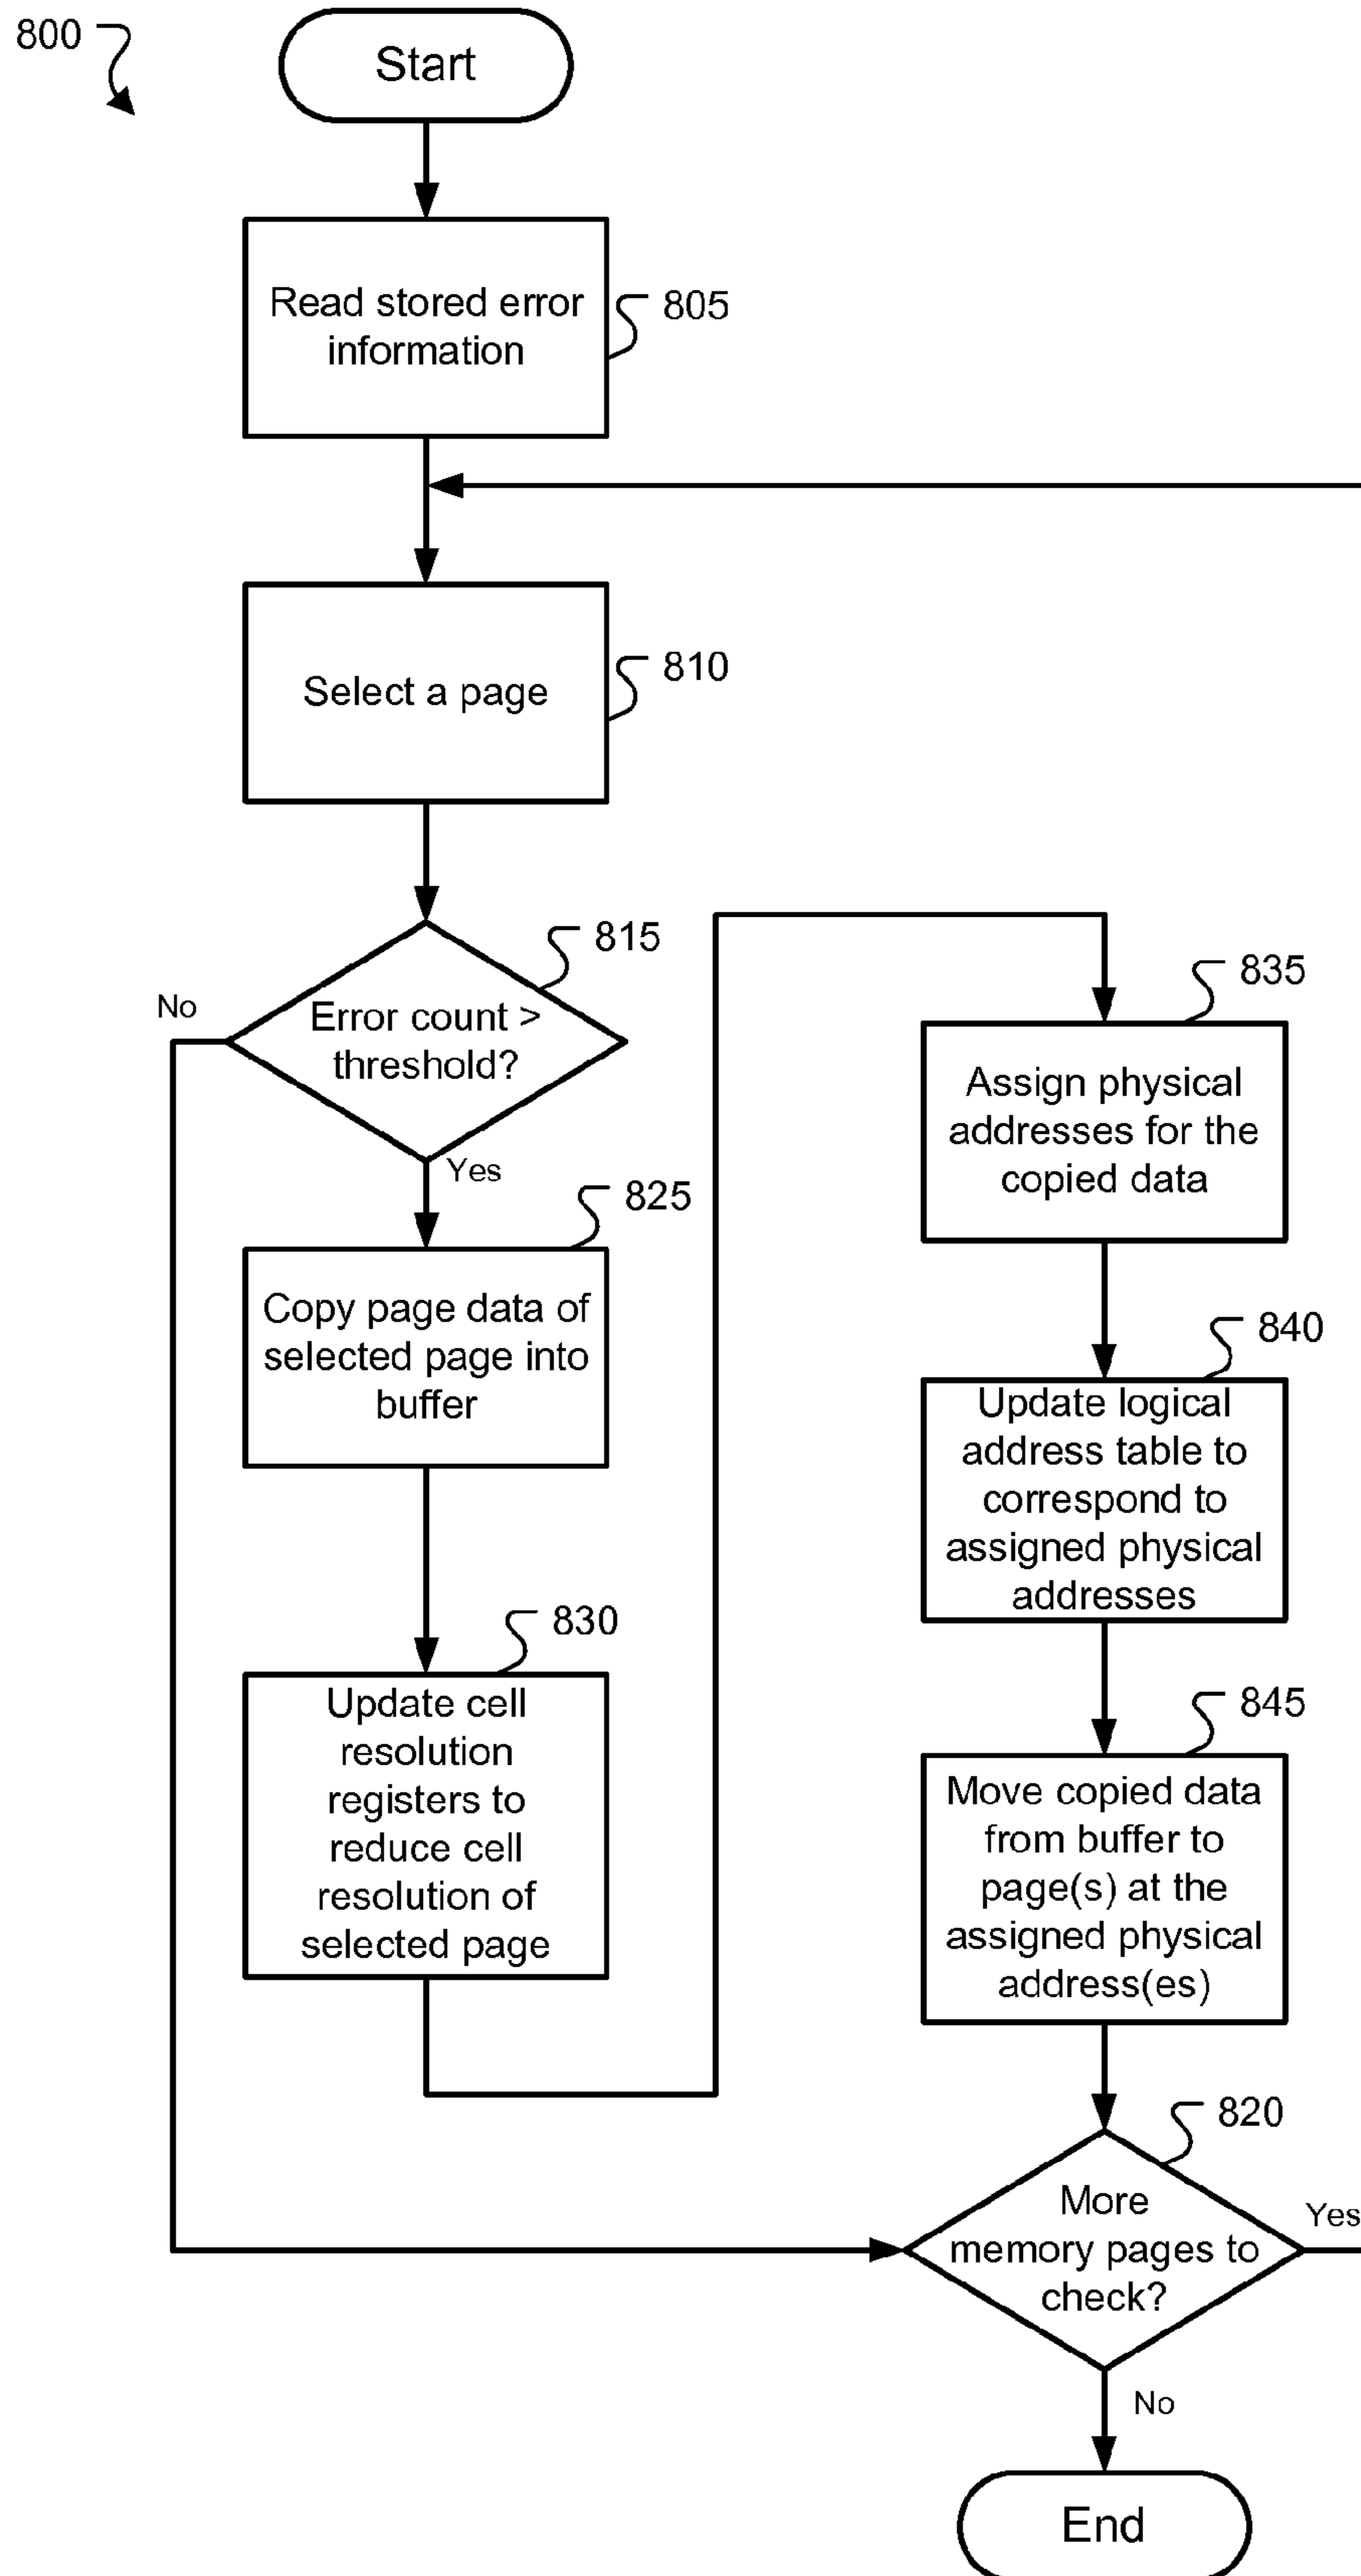 800
Start
Read stored error
information
805
Select a page
810
815
Error count >
threshold?
No
Yes
825
Copy page data of
selected page into
buffer
830
Update cell
resolution
registers to
reduce cell
resolution of
selected page
835
Assign physical
addresses for the
copied data
840
Update logical
address table to
correspond to
assigned physical
addresses
845
Move copied data
from buffer to
page(s) at the
assigned physical
address(es)
820
More
memory pages to
check?
Yes
No
End